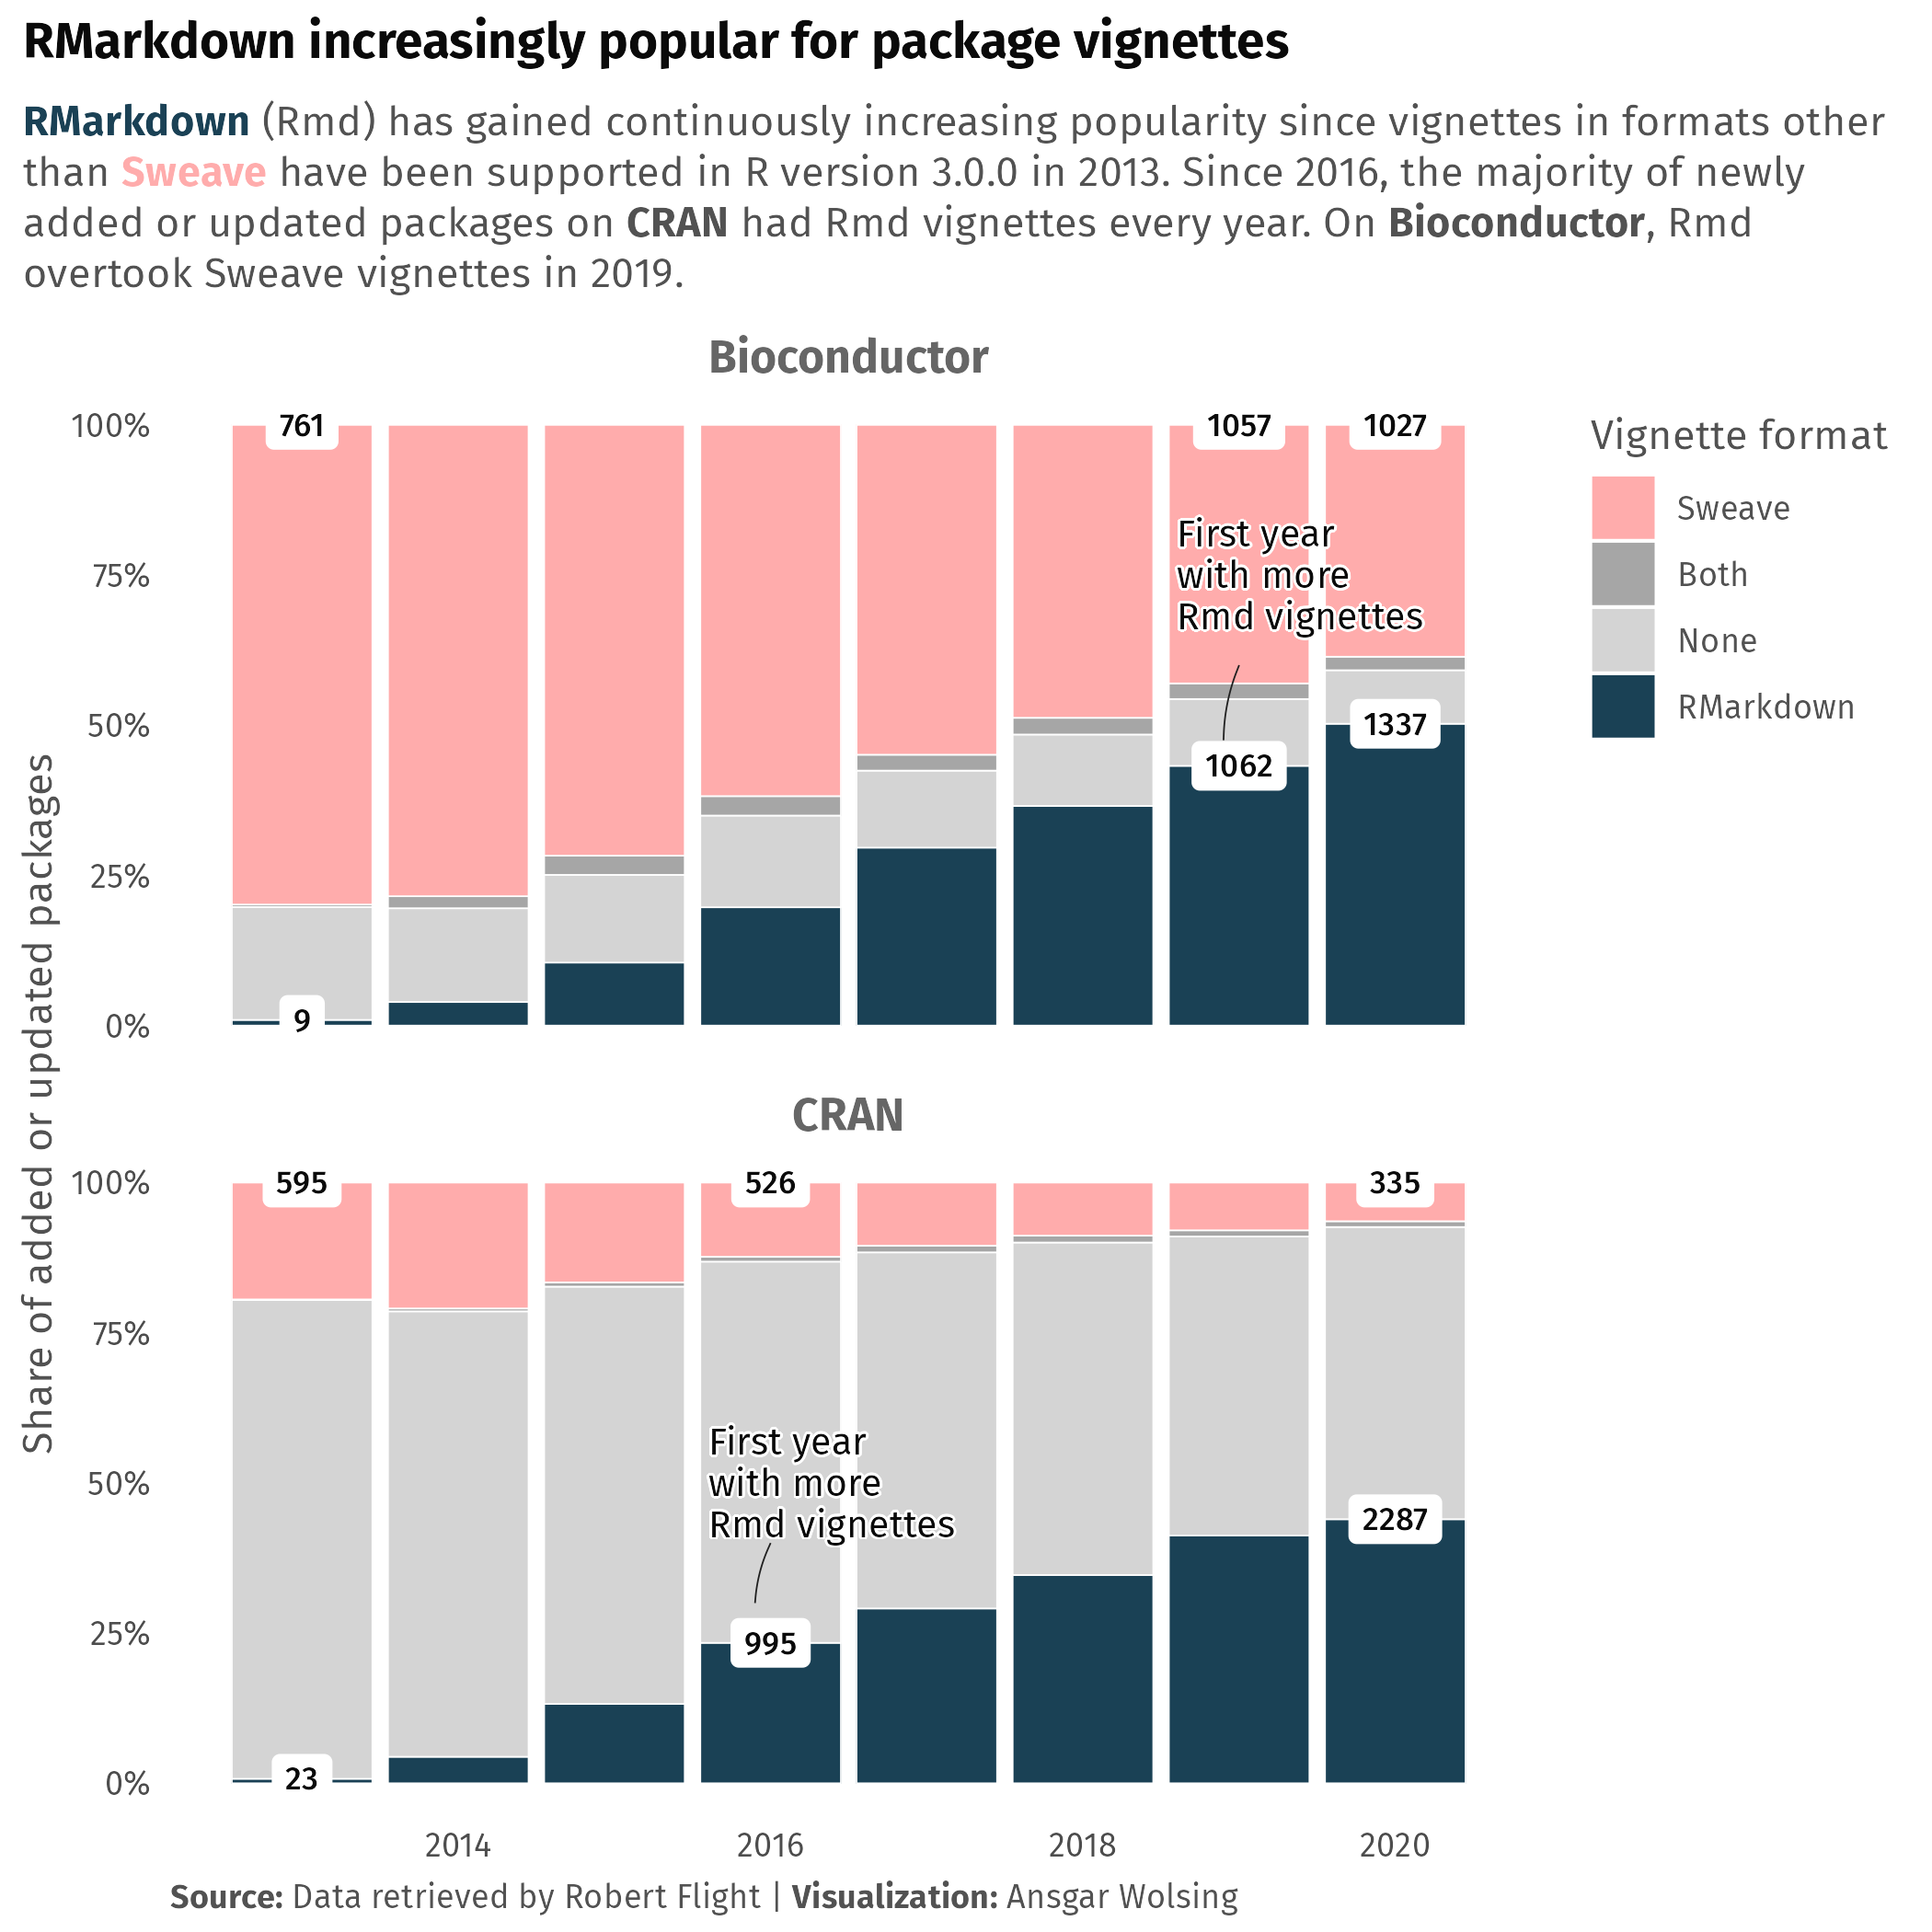 RMarkdown increasingly popular for package vignettes
RMarkdown (Rmd) has gained continuously increasing popularity since vignettes in formats other
than Sweave have been supported in R version 3.0.0 in 2013. Since 2016, the majority of newly
added or updated packages on CRAN had Rmd vignettes every year. On Bioconductor, Rmd
overtook Sweave vignettes in 2019.
Share of added or updated packages
Bioconductor
100%
75%
50%
25%
0%
761
1057
1027
First year
with more
Rmd vignettes
1062
1337
9
Vignette format
Sweave
Both
None
RMarkdown
CRAN
100%
75%
50%
25%
0%
595
526
335
First year
with more
Rmd vignettes
995
2287
23
2014
2016
2018
2020
Source: Data retrieved by Robert Flight | Visualization: Ansgar Wolsing